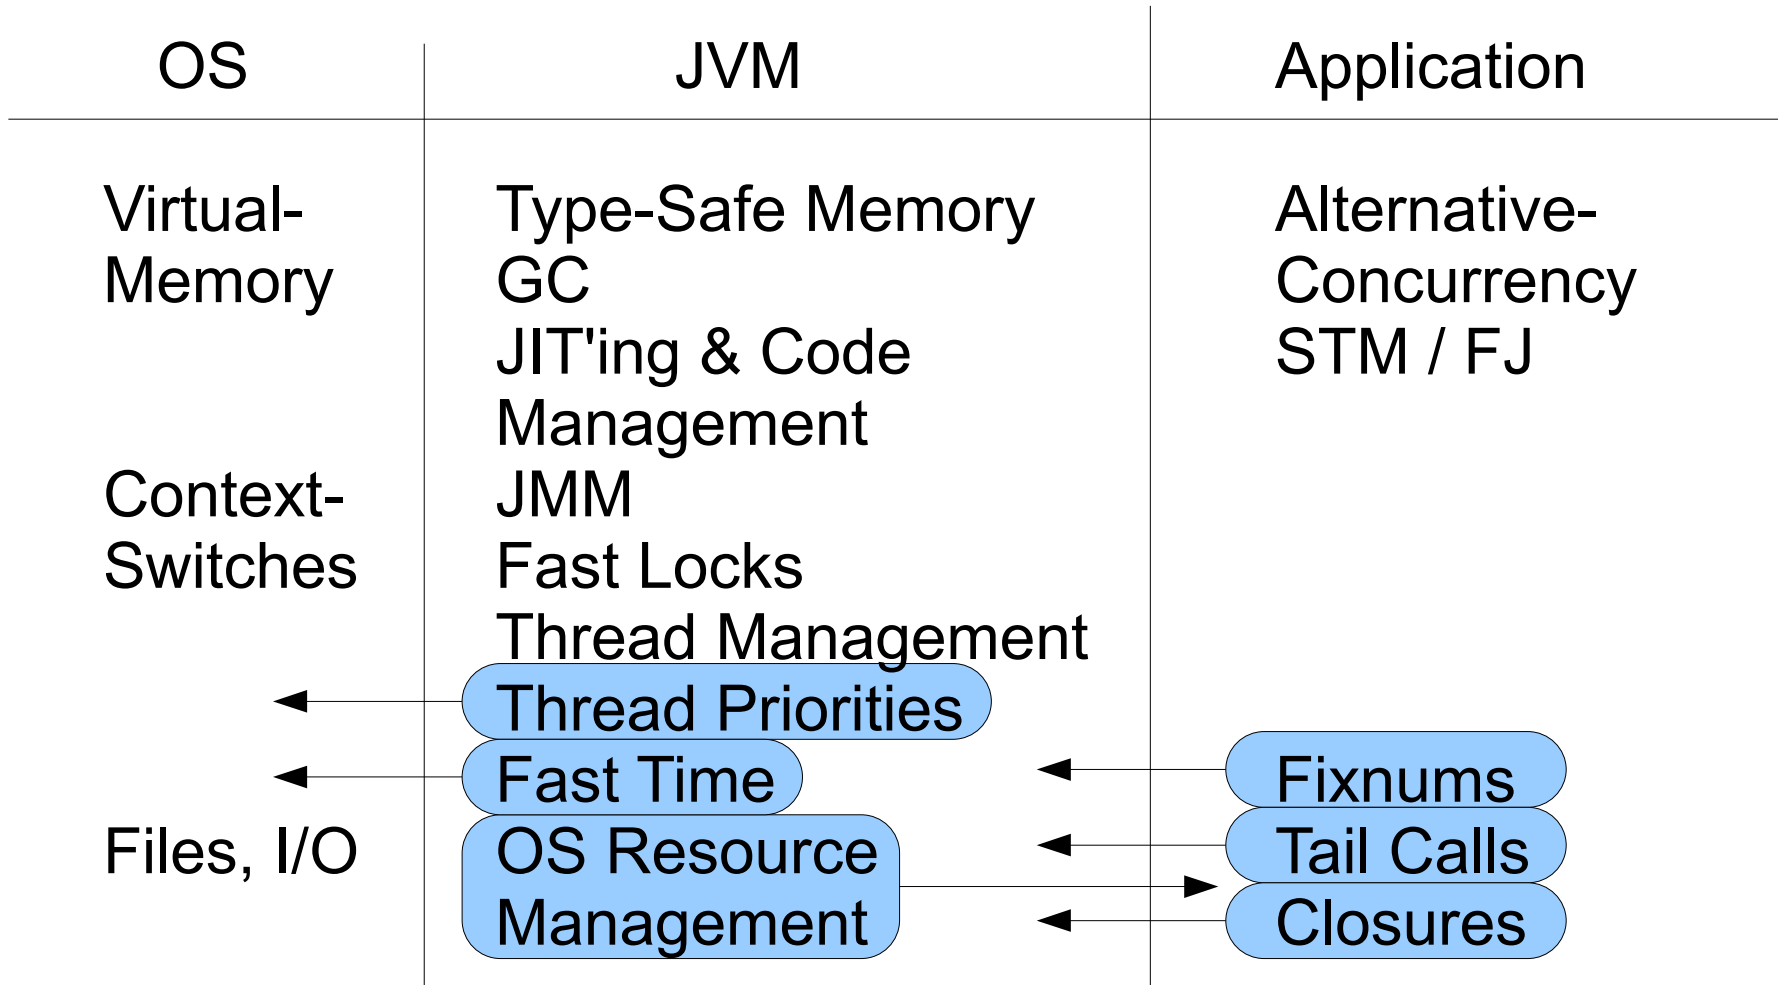 OS
JVM
Application
Virtual-
Memory
Context-
Switches
Files, I/O
Type-Safe Memory
GC
JIT'ing & Code
Management
JMM
Fast Locks
Thread Management
Thread Priorities
Fast Time
OS Resource
Management
Alternative-
Concurrency
STM / FJ
Fixnums
Tail Calls
Closures